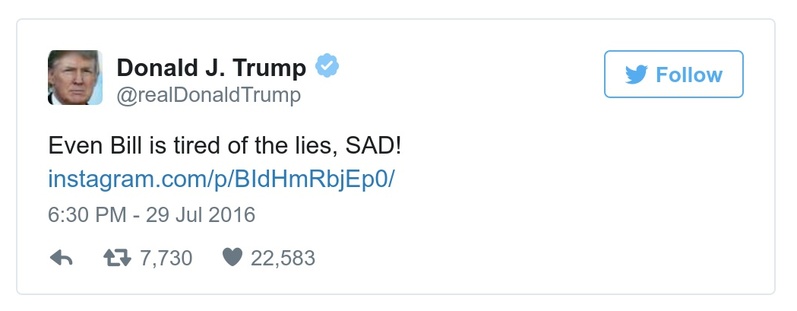 Donald J. Trump
@realDonaldTrump
Follow
Even Bill is tired of the lies, SAD!
instagram.com/p/BIdHmRbjEp0/
6:30 PM - 29 Jul 2016
7,730 22,583